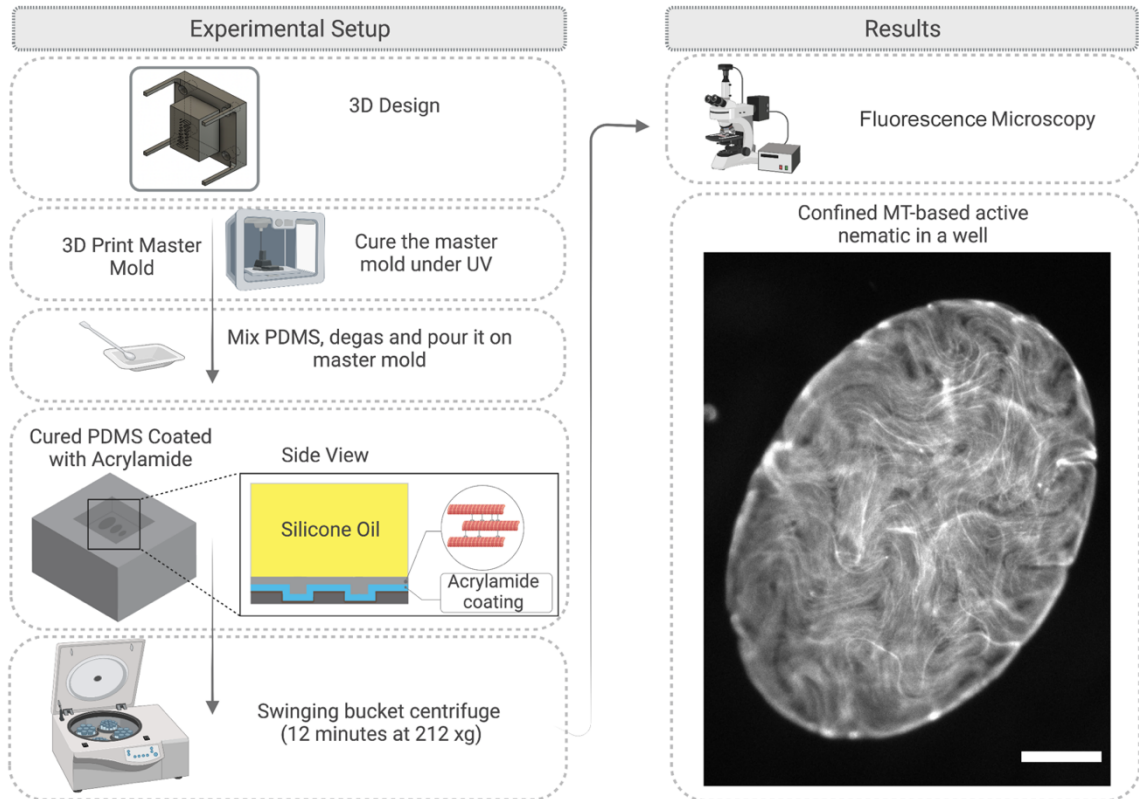 Experimental Setup
3D Design
3D Print Master
Mold
Cure the master
mold under UV
Mix PDMS, degas and pour it on
master mold
Cured PDMS Coated
with Acrylamide
Side View
Silicone Oil
Acrylamide
coating
Swinging bucket centrifuge
(12 minutes at 212 xg)
Results
Fluorescence Microscopy
Confined MT-based active
nematic in a well